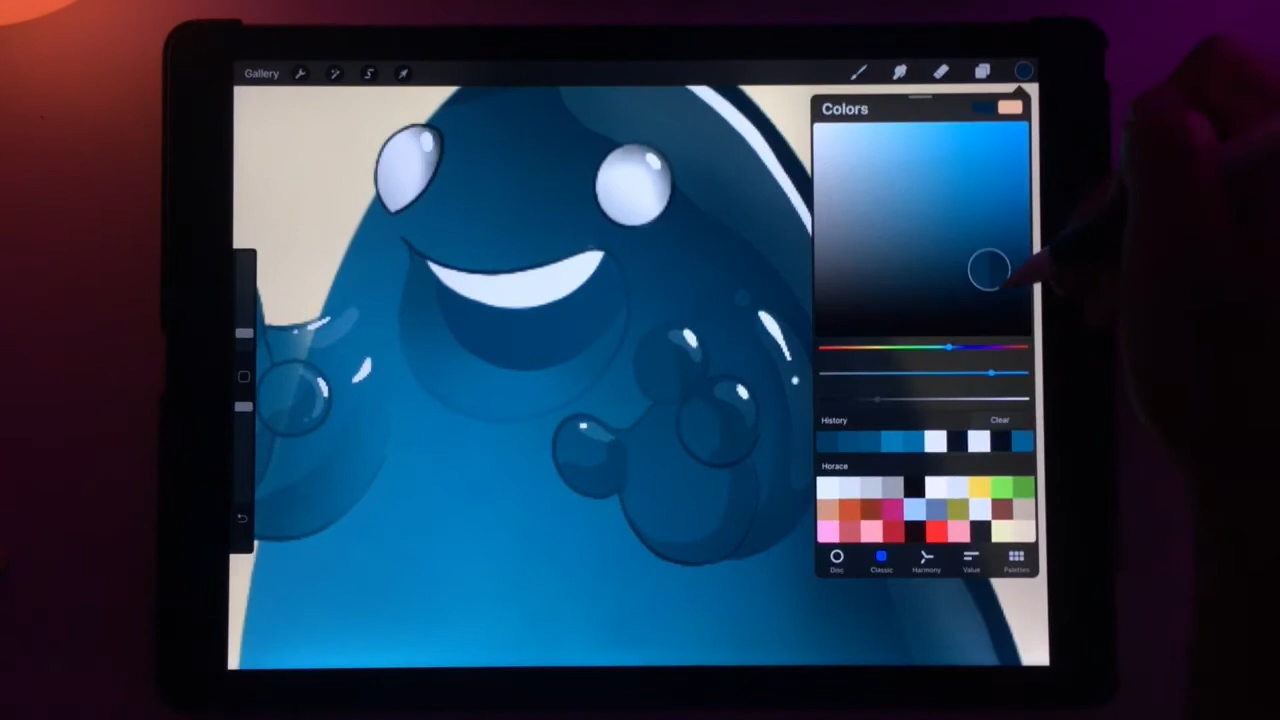 Gallery
Colors
History Clear
Horace
Disc Classic Harmony Value Palettes